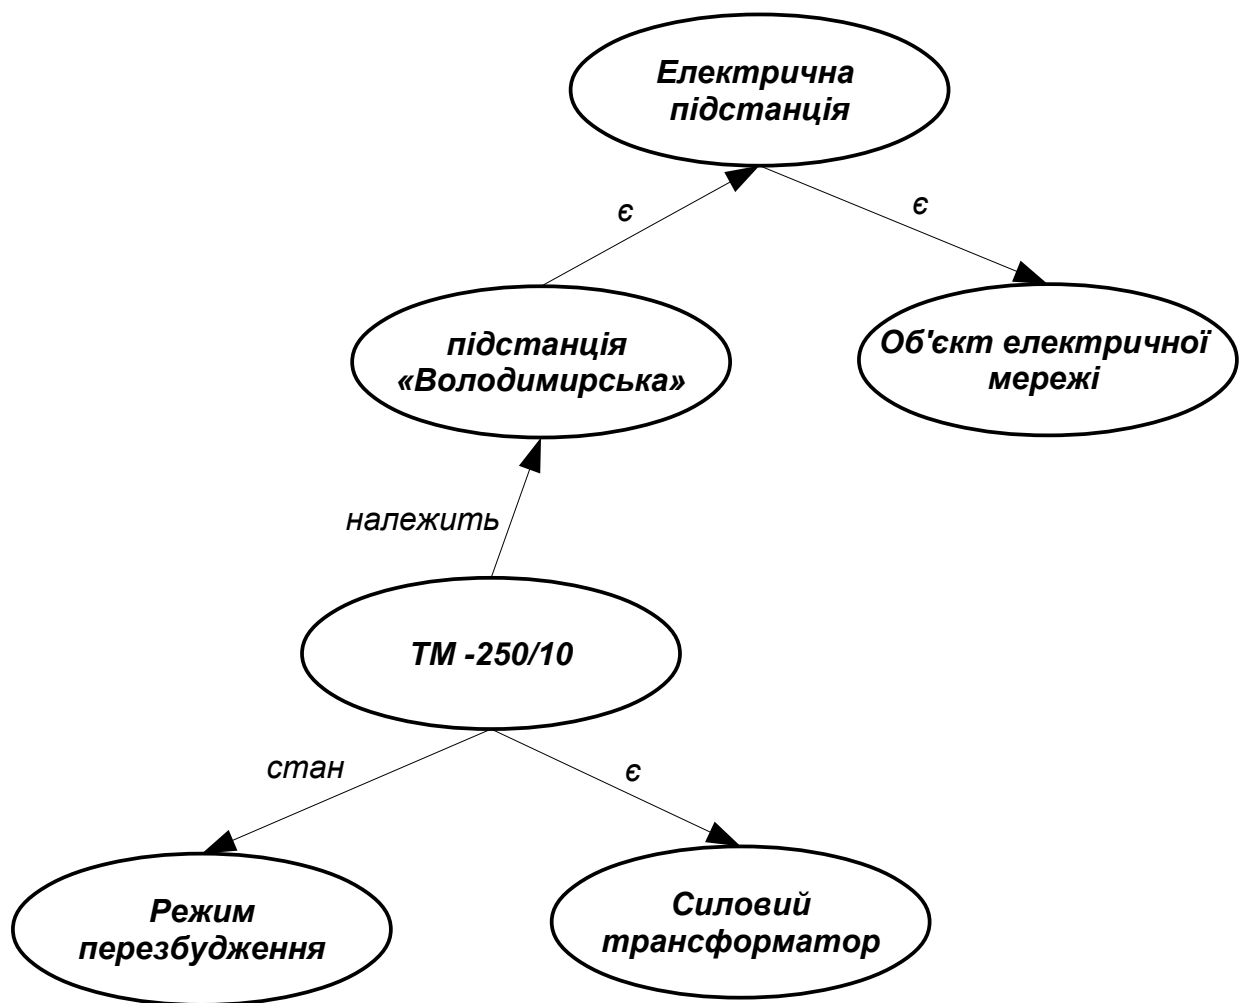 Електрична
підстанція
є
є
підстанція
«Володимирська»
Об'єкт електричної
мережі
належить
ТМ -250/10
стан
є
Режим
перезбудження
Силовий
трансформатор